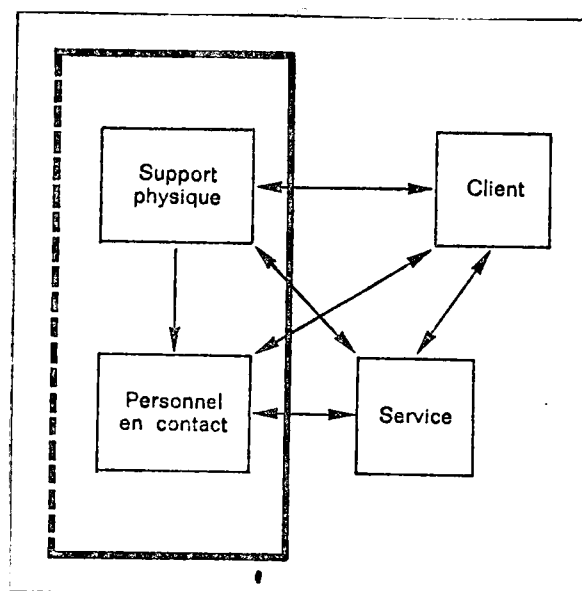 Support
physique
Client
Personnel
en contact
Service